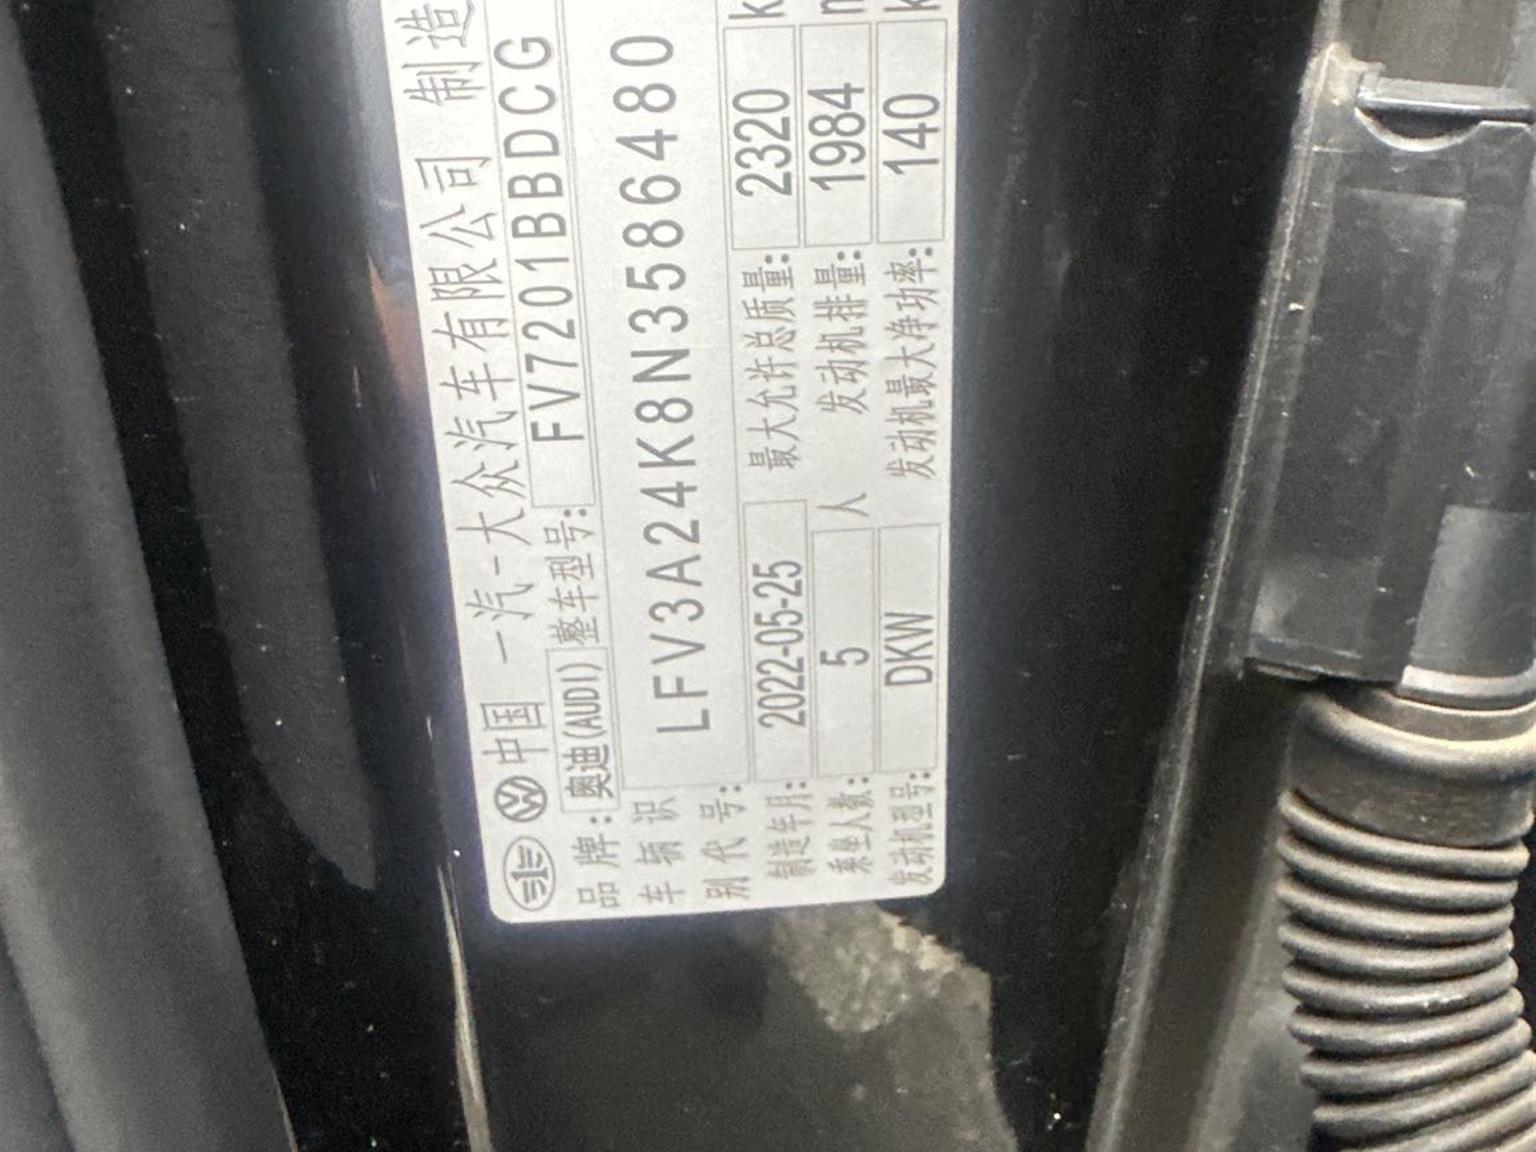 中国 一汽-大众汽车有限公司 制造
品牌: 奥迪(AUDI) 整车型号: FV7201BBDCG
车辆识别代号: LFV3A24K8N3586480
制造年月: 2022-05-25 最大允许总质量: 2320 k
乘坐人数: 5 人 发动机排量: 1984
发动机型号: DKW 发动机最大净功率: 140 k